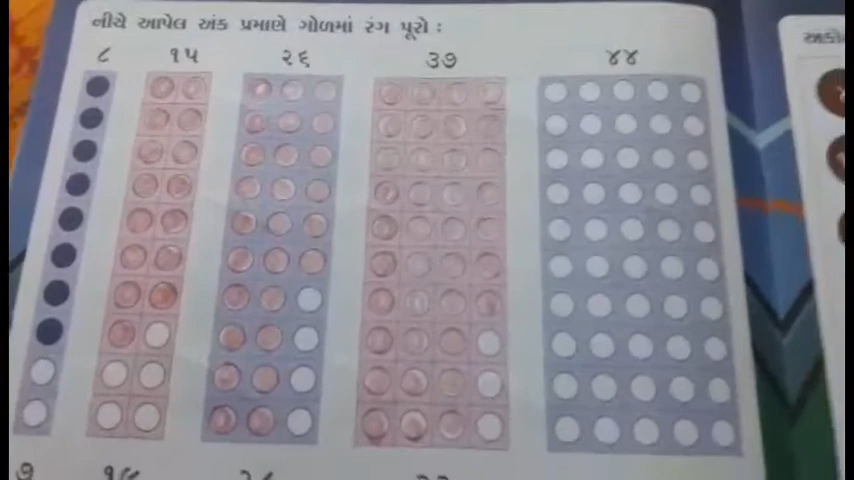 નીચે આપેલ અંક પ્રમાણે ગોળમાં રંગ પૂરો :
૮ ૧૫ ૨૬ ૩૭ ૪૪